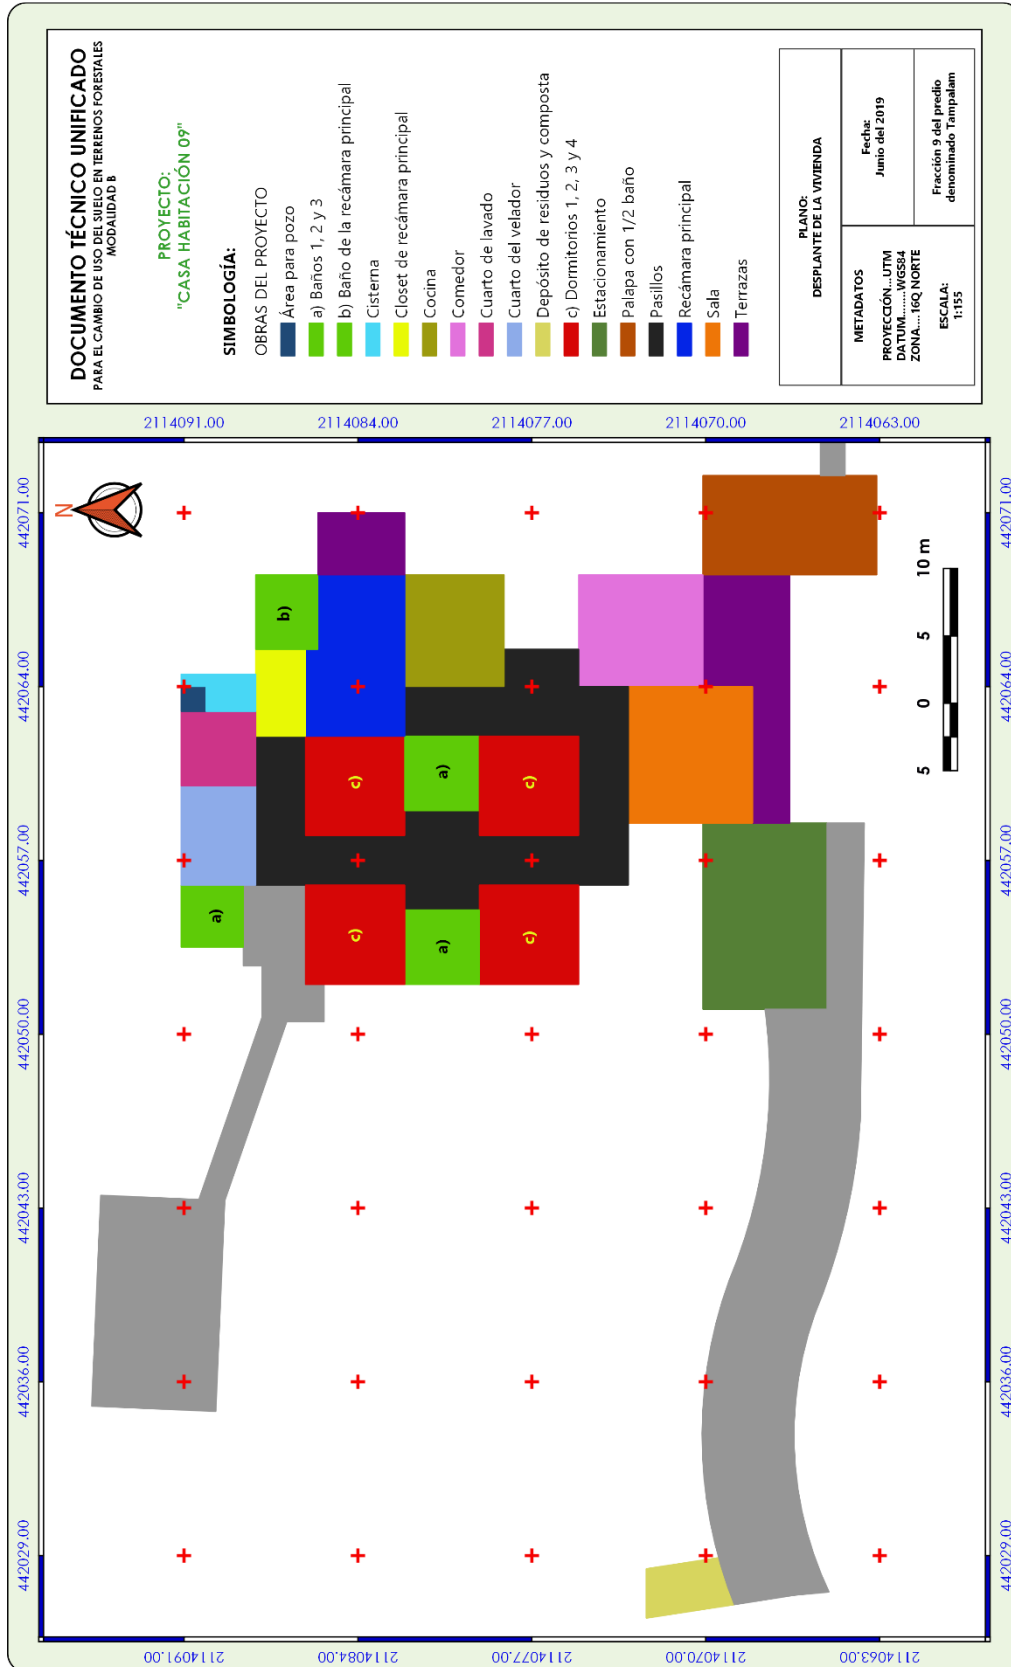 DOCUMENTO TÉCNICO UNIFICADO
PARA EL CAMBIO DE USO DEL SUELO EN TERRENOS FORESTALES
MODALIDAD B
PROYECTO:
"CASA HABITACIÓN 09"
SIMBOLOGÍA:
OBRAS DEL PROYECTO
Área para pozo
a) Baños 1, 2 y 3
b) Baño de la recámara principal
Cisterna
Closet de recámara principal
Cocina
Comedor
Cuarto de lavado
Cuarto del velador
Depósito de residuos y composta
c) Dormitorios 1, 2, 3 y 4
Estacionamiento
Palapa con 1/2 baño
Pasillos
Recámara principal
Sala
Terrazas
PLANO:
DESPLANTE DE LA VIVIENDA
METADATOS
PROYECCIÓN...UTM
DATUM........WGS84
ZONA....16Q NORTE
ESCALA:
1:155
Fecha:
Junio del 2019
Fracción 9 del predio
denominado Tampalam
442029.00 442036.00 442043.00 442050.00 442057.00 442064.00 442071.00
N
2114091.00 2114091.00
a)
b)
2114084.00 2114084.00
c) c)
a) a)
2114077.00 2114077.00
c) c)
2114070.00 2114070.00
2114063.00 2114063.00
5 0 5 10 m
442029.00 442036.00 442043.00 442050.00 442057.00 442064.00 442071.00